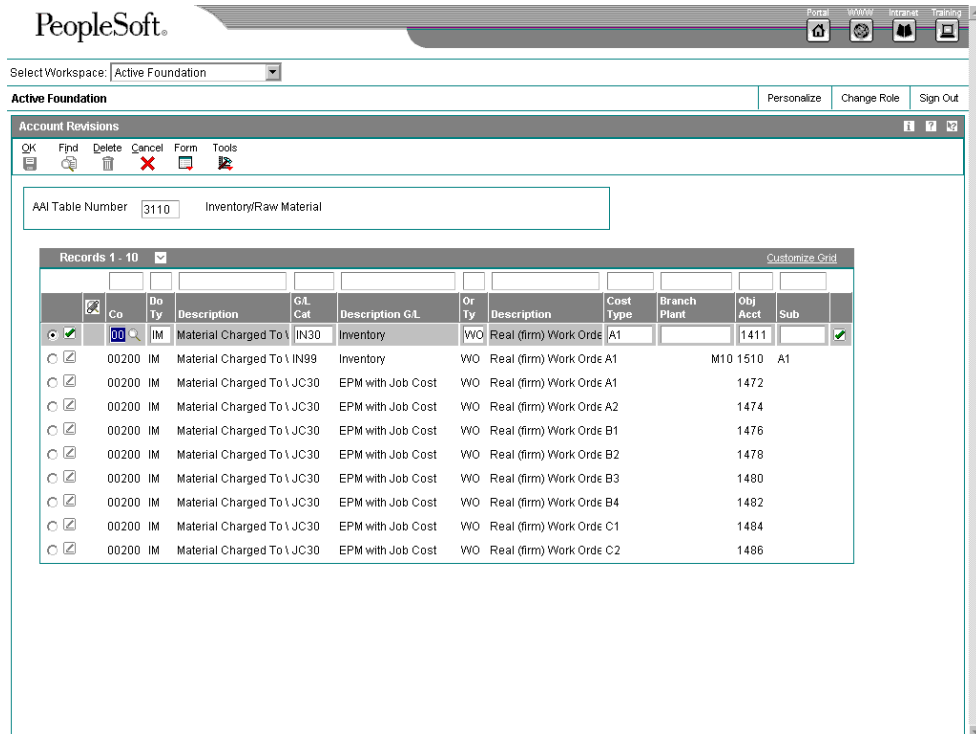 Portal WWW Intranet Training
PeopleSoft.
Select Workspace: Active Foundation
Active Foundation Personalize Change Role Sign Out
Account Revisions
OK Find Delete Cancel Form Tools
AAI Table Number 3110 Inventory/Raw Material
Records 1 - 10 Customize Grid
Co Do Ty Description G/L Cat Description G/L Or Ty Description Cost Type Branch Plant Obj Acct Sub
00 IM Material Charged To \ IN30 Inventory WO Real (firm) Work Orde A1 1411
00200 IM Material Charged To \ IN99 Inventory WO Real (firm) Work Orde A1 M10 1510 A1
00200 IM Material Charged To \ JC30 EPM with Job Cost WO Real (firm) Work Orde A1 1472
00200 IM Material Charged To \ JC30 EPM with Job Cost WO Real (firm) Work Orde A2 1474
00200 IM Material Charged To \ JC30 EPM with Job Cost WO Real (firm) Work Orde B1 1476
00200 IM Material Charged To \ JC30 EPM with Job Cost WO Real (firm) Work Orde B2 1478
00200 IM Material Charged To \ JC30 EPM with Job Cost WO Real (firm) Work Orde B3 1480
00200 IM Material Charged To \ JC30 EPM with Job Cost WO Real (firm) Work Orde B4 1482
00200 IM Material Charged To \ JC30 EPM with Job Cost WO Real (firm) Work Orde C1 1484
00200 IM Material Charged To \ JC30 EPM with Job Cost WO Real (firm) Work Orde C2 1486